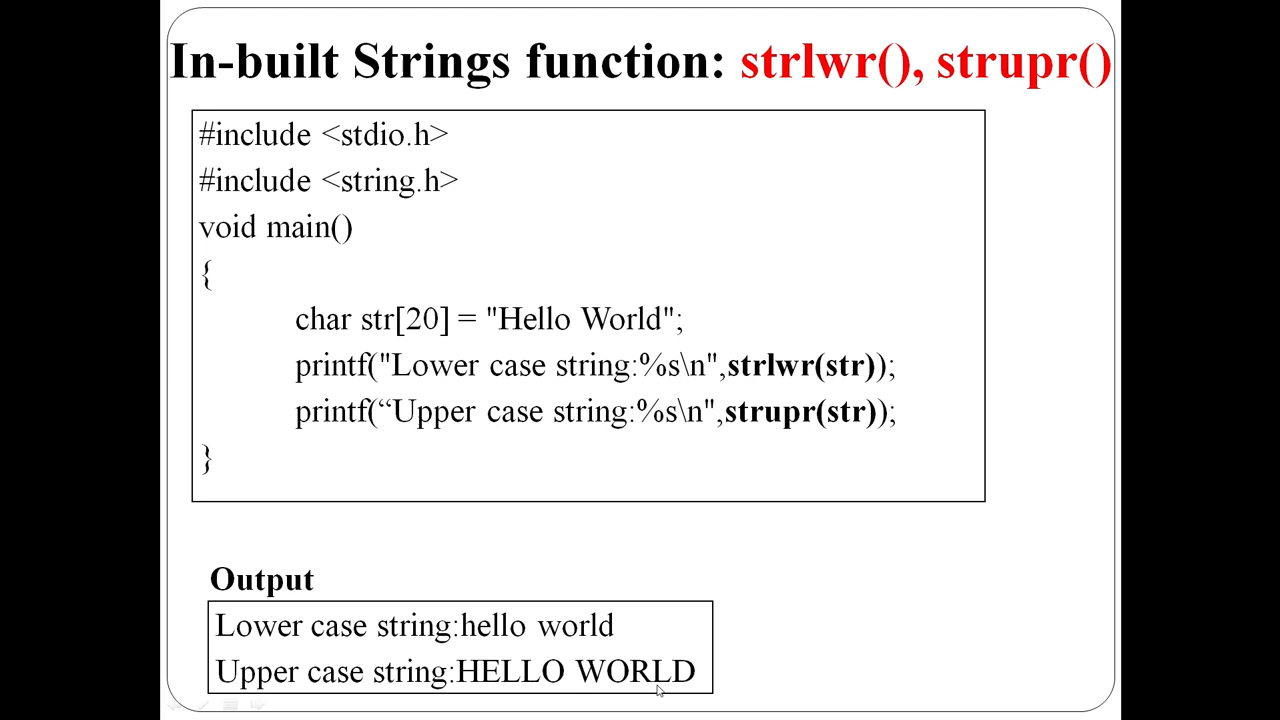 In-built Strings function: strlwr(), strupr()
#include <stdio.h>
#include <string.h>
void main()
{
char str[20] = "Hello World";
printf("Lower case string:%s\n",strlwr(str));
printf(“Upper case string:%s\n",strupr(str));
}
Output
Lower case string:hello world
Upper case string:HELLO WORLD